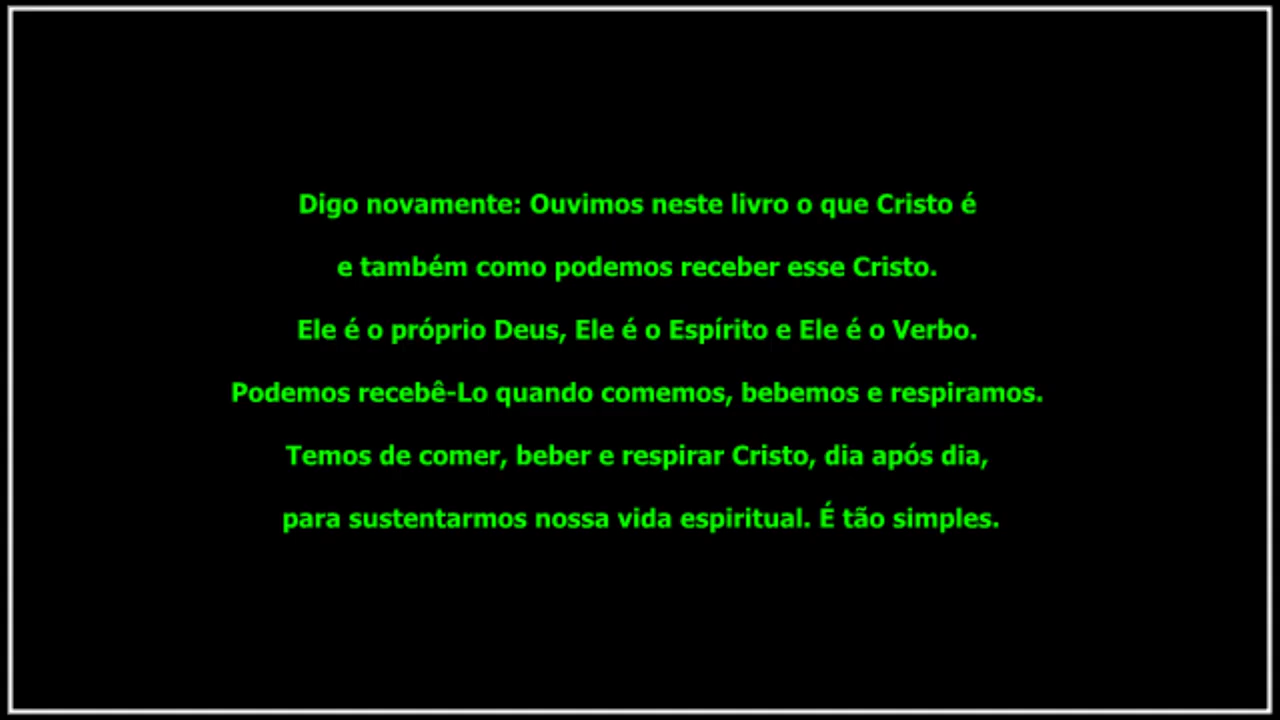 Digo novamente: Ouvimos neste livro o que Cristo é
e também como podemos receber esse Cristo.
Ele é o próprio Deus, Ele é o Espírito e Ele é o Verbo.
Podemos recebê-Lo quando comemos, bebemos e respiramos.
Temos de comer, beber e respirar Cristo, dia após dia,
para sustentarmos nossa vida espiritual. É tão simples.